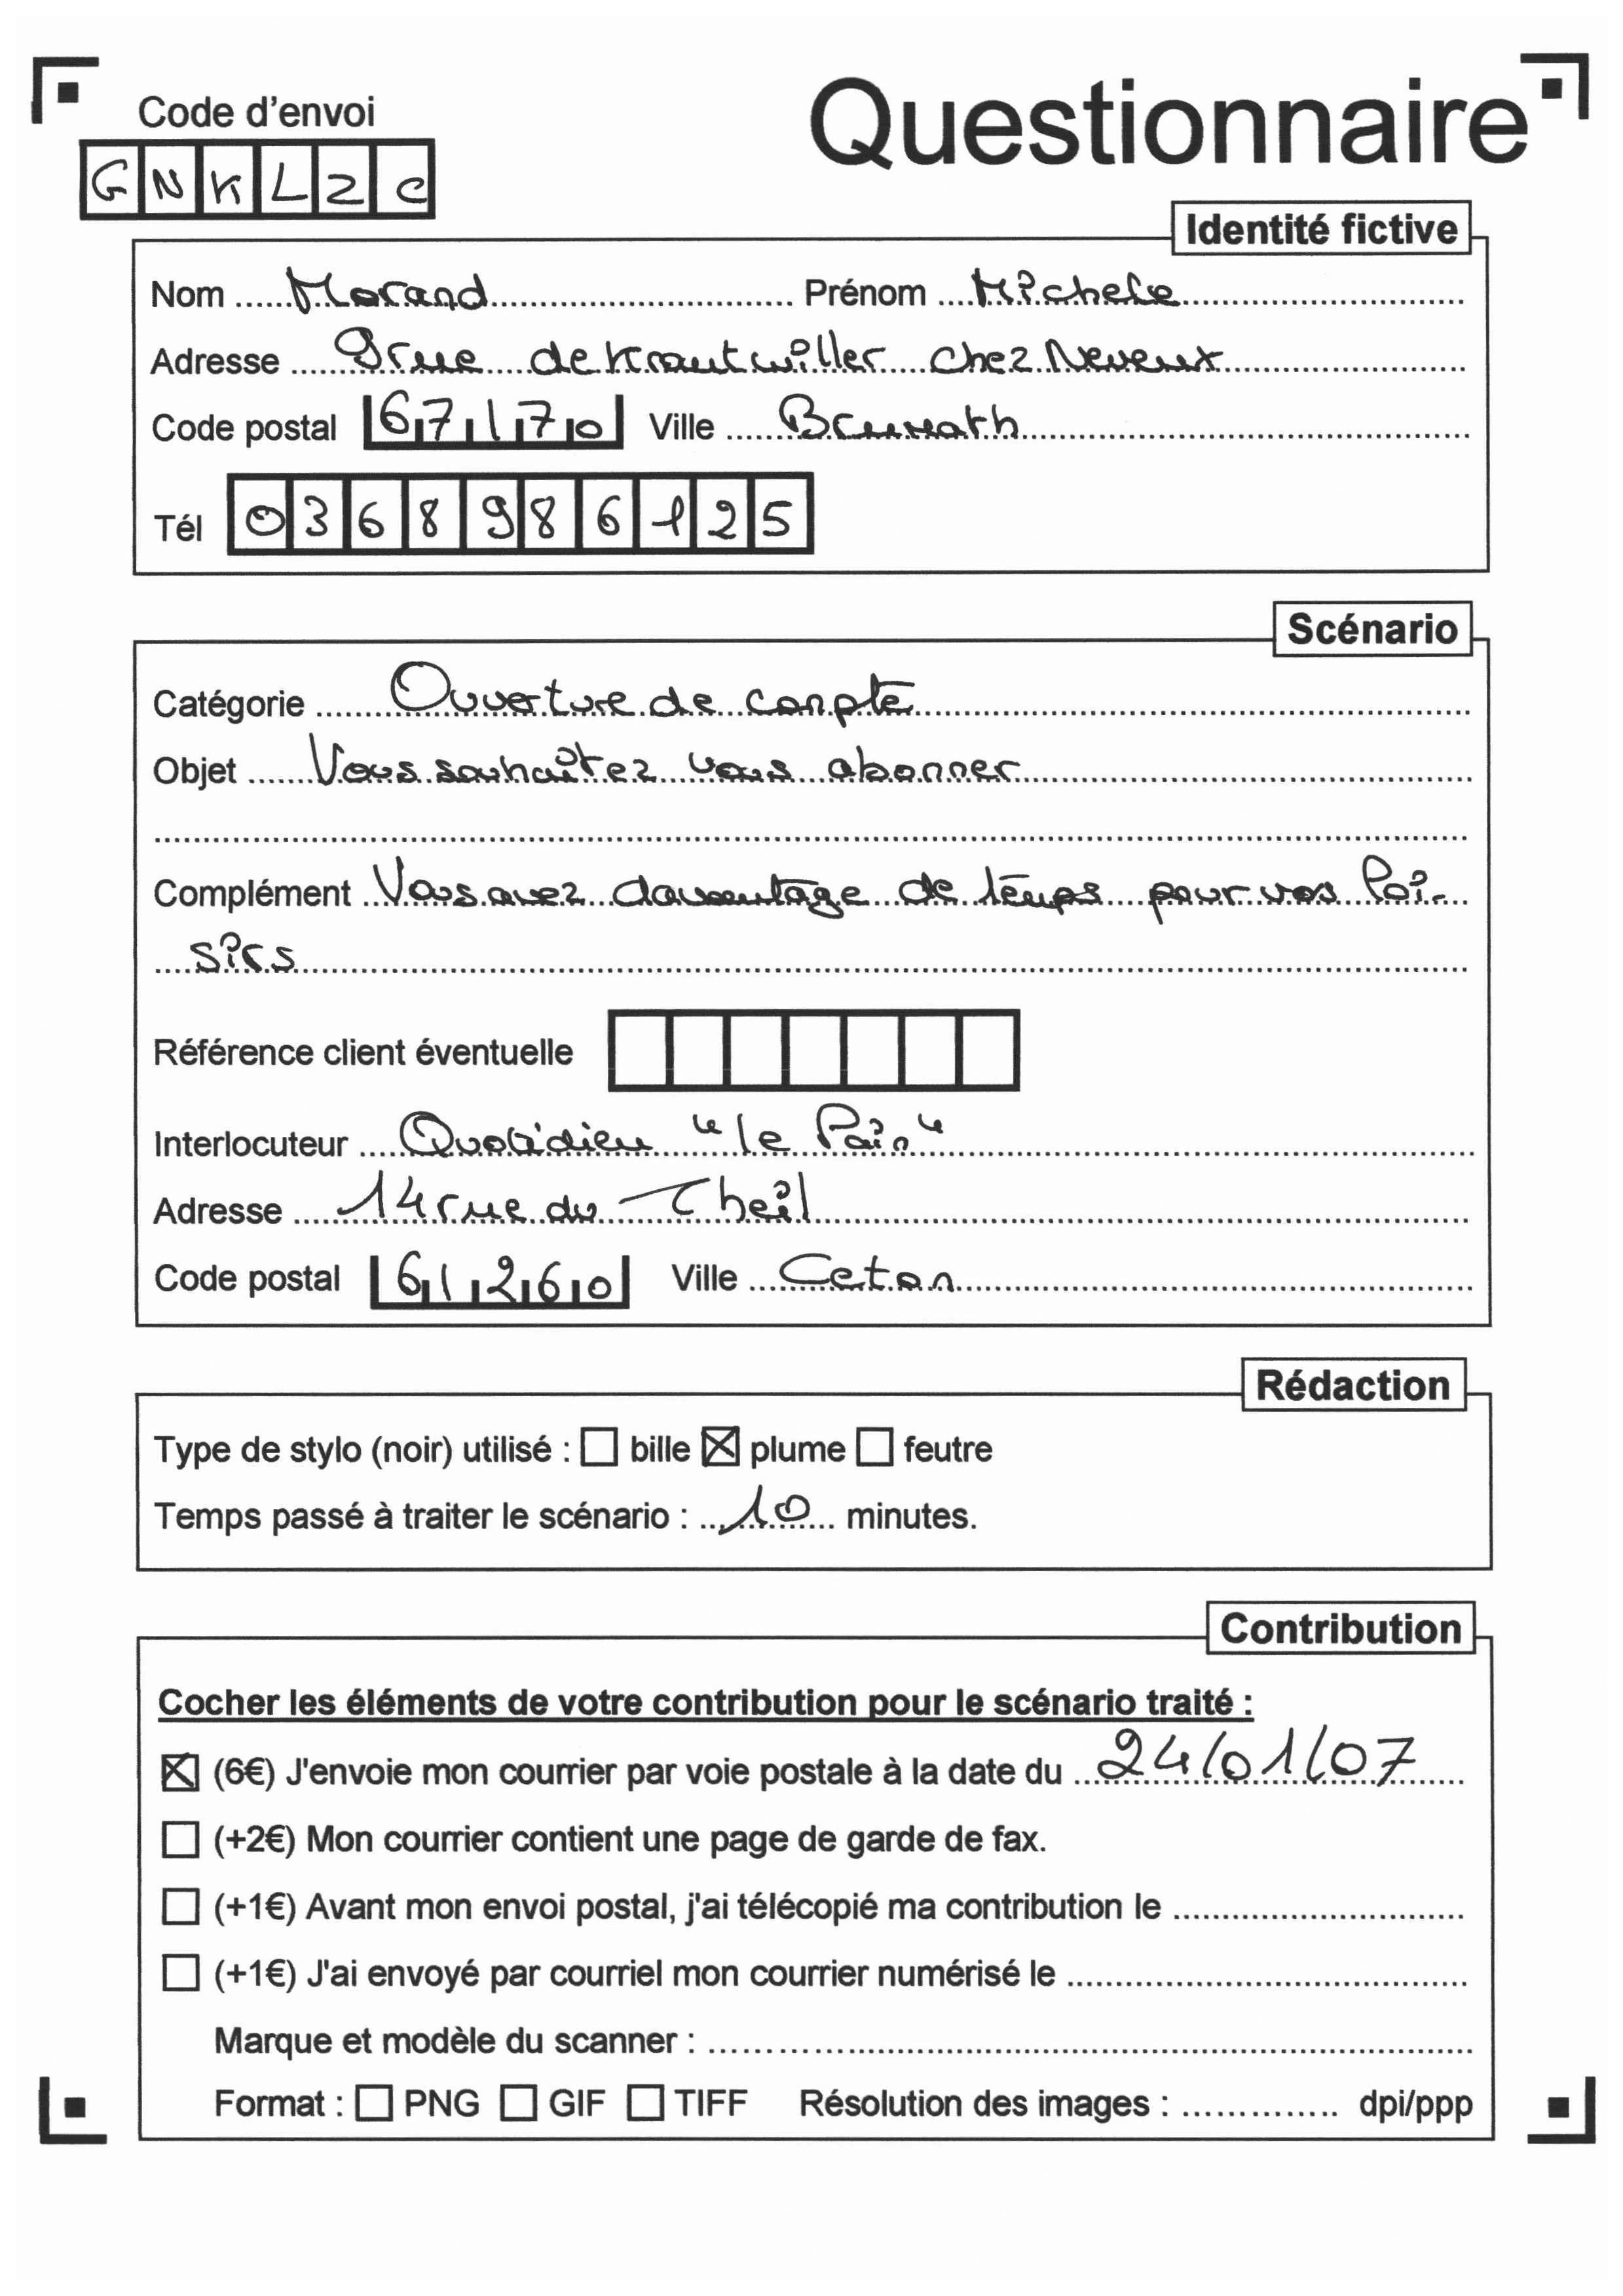 Questionnaire
Code d'envoi
GNKLZC
Identité fictive
Nom Morand Prénom Michele
Adresse 9 rue de Krautwiller chez Neveux
Code postal 67170 Ville Brumath
Tél 0368986125
Scénario
Catégorie Ouverture de compte
Objet Vous souhaitez vous abonner
Complément Vous avez davantage de temps pour vos loi-
sirs
Référence client éventuelle
Interlocuteur Quotidien "le Pain"
Adresse 14 rue du Theil
Code postal 61260 Ville Ceton
Rédaction
Type de stylo (noir) utilisé : ☐ bille ☒ plume ☐ feutre
Temps passé à traiter le scénario : 10 minutes.
Contribution
Cocher les éléments de votre contribution pour le scénario traité :
☒ (6€) J'envoie mon courrier par voie postale à la date du 24/01/07
☐ (+2€) Mon courrier contient une page de garde de fax.
☐ (+1€) Avant mon envoi postal, j'ai télécopié ma contribution le
☐ (+1€) J'ai envoyé par courriel mon courrier numérisé le
Marque et modèle du scanner :
Format : ☐ PNG ☐ GIF ☐ TIFF Résolution des images : dpi/ppp